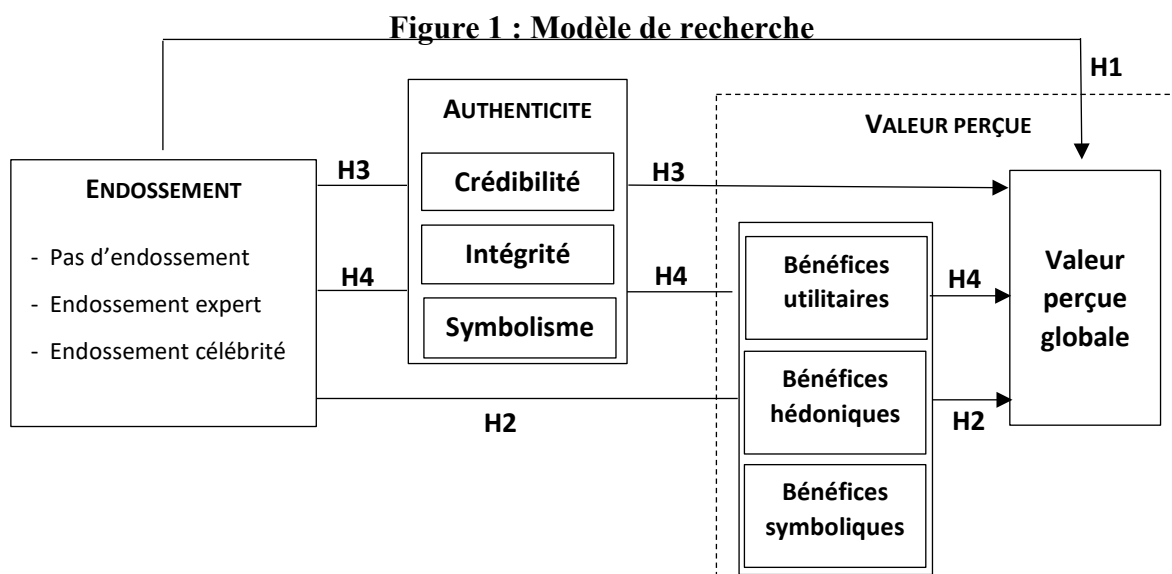 Figure 1 : Modèle de recherche
H1
AUTHENTICITE
VALEUR PERÇUE
ENDOSSEMENT
- Pas d'endossement
- Endossement expert
- Endossement célébrité
H3
Crédibilité
H3
H4
Intégrité
H4
Symbolisme
Bénéfices
utilitaires
H4
Valeur
perçue
globale
H2
Bénéfices
hédoniques
H2
Bénéfices
symboliques